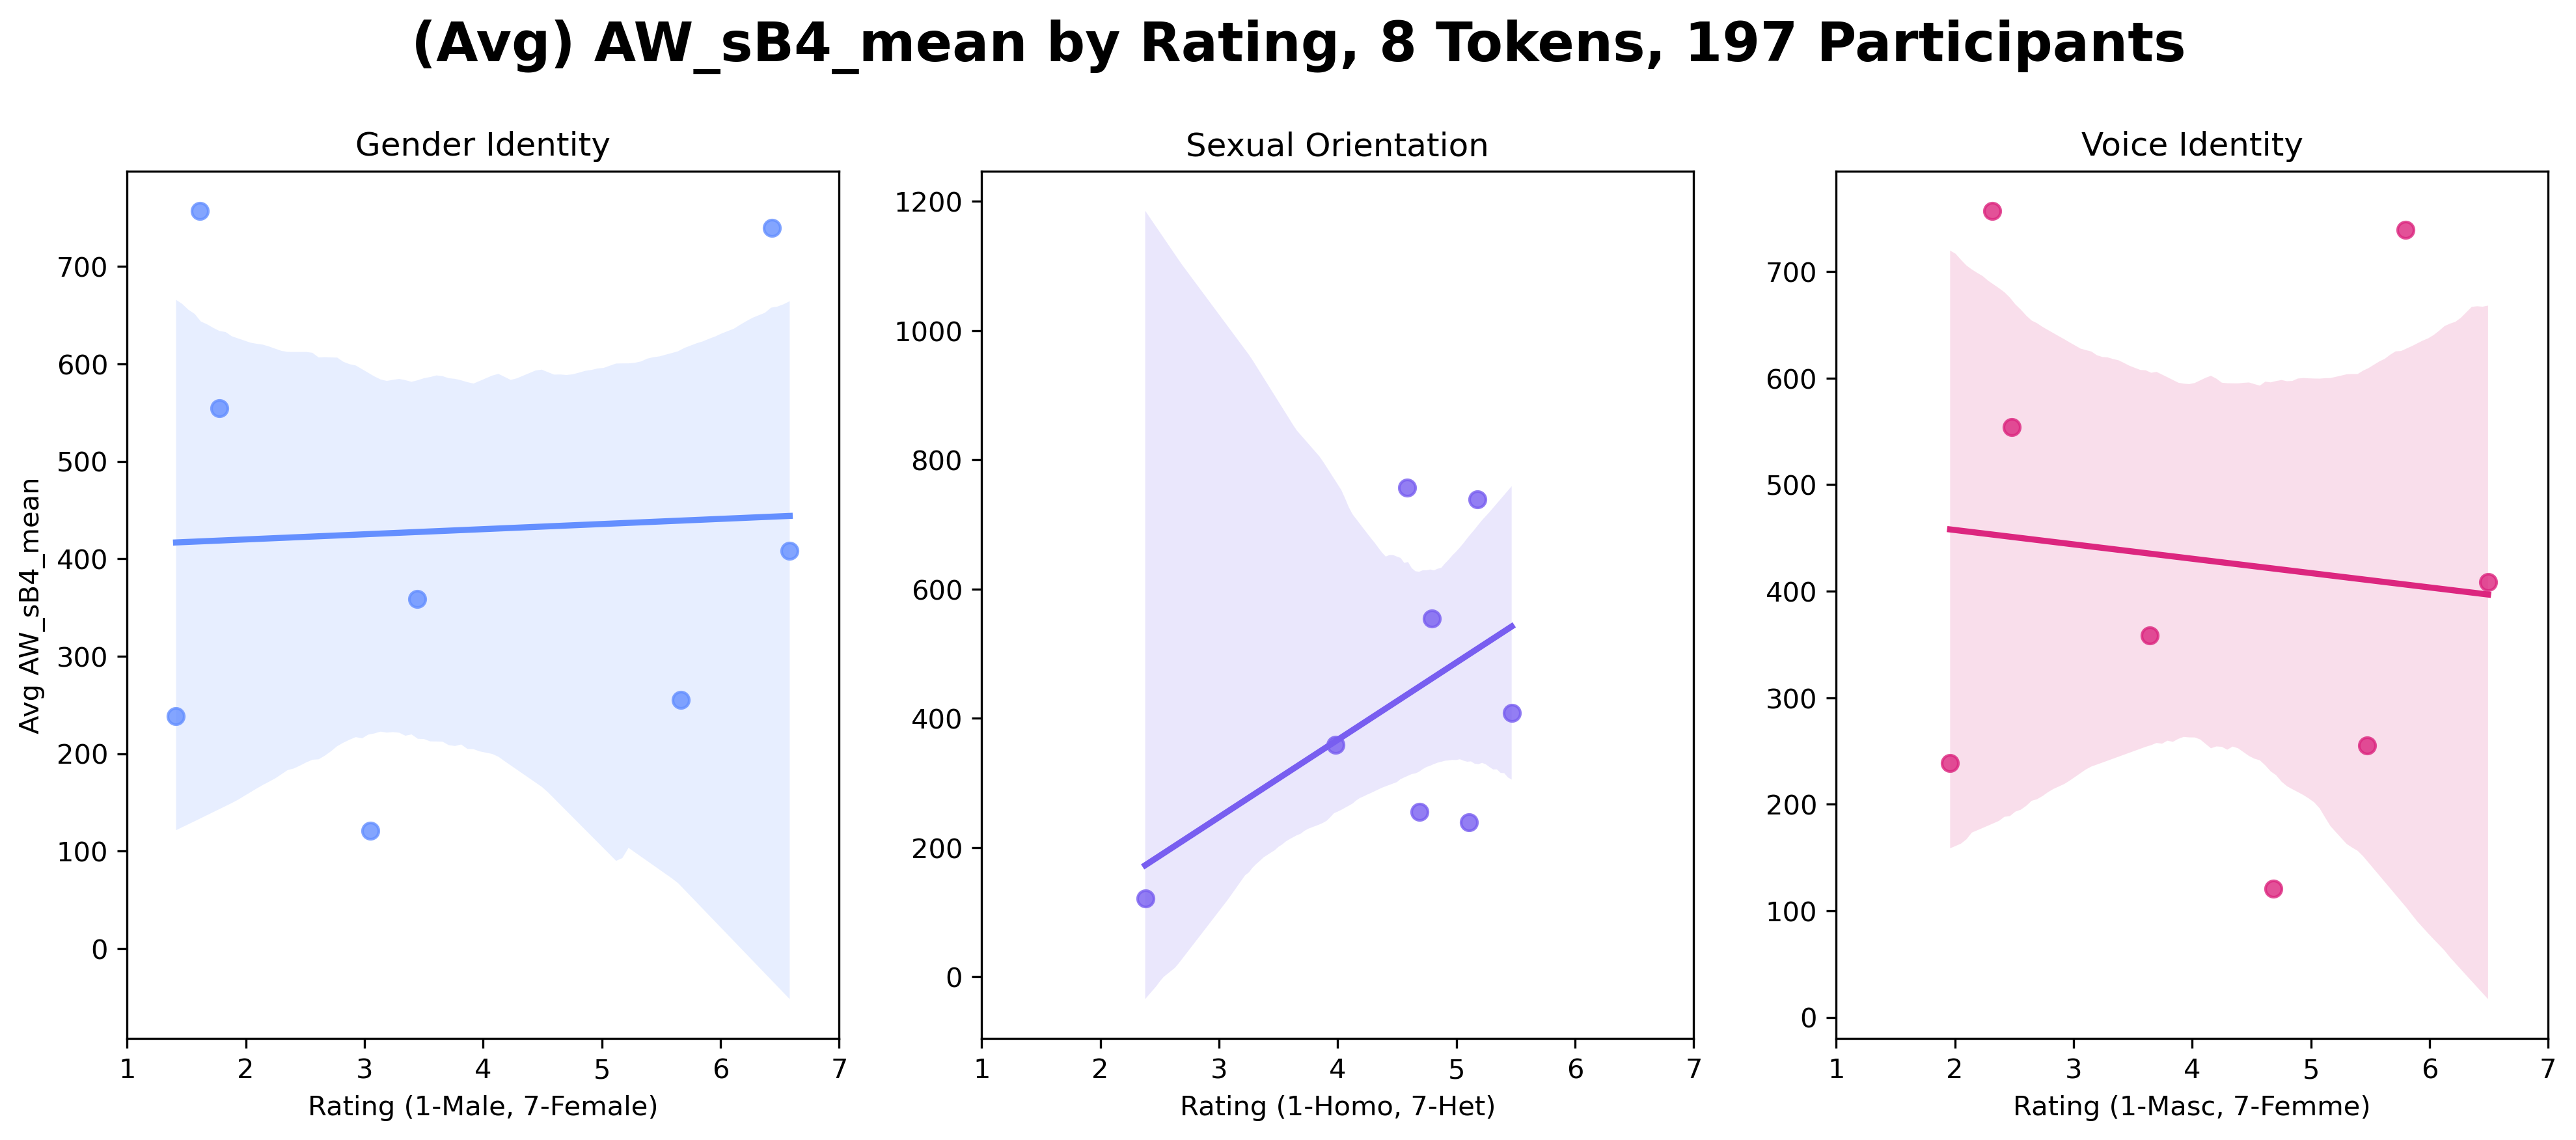 (Avg) AW_sB4_mean by Rating, 8 Tokens, 197 Participants
Gender Identity
Avg AW_sB4_mean
700
600
500
400
300
200
100
0
1 2 3 4 5 6 7
Rating (1-Male, 7-Female)
Sexual Orientation
1200
1000
800
600
400
200
0
1 2 3 4 5 6 7
Rating (1-Homo, 7-Het)
Voice Identity
700
600
500
400
300
200
100
0
1 2 3 4 5 6 7
Rating (1-Masc, 7-Femme)